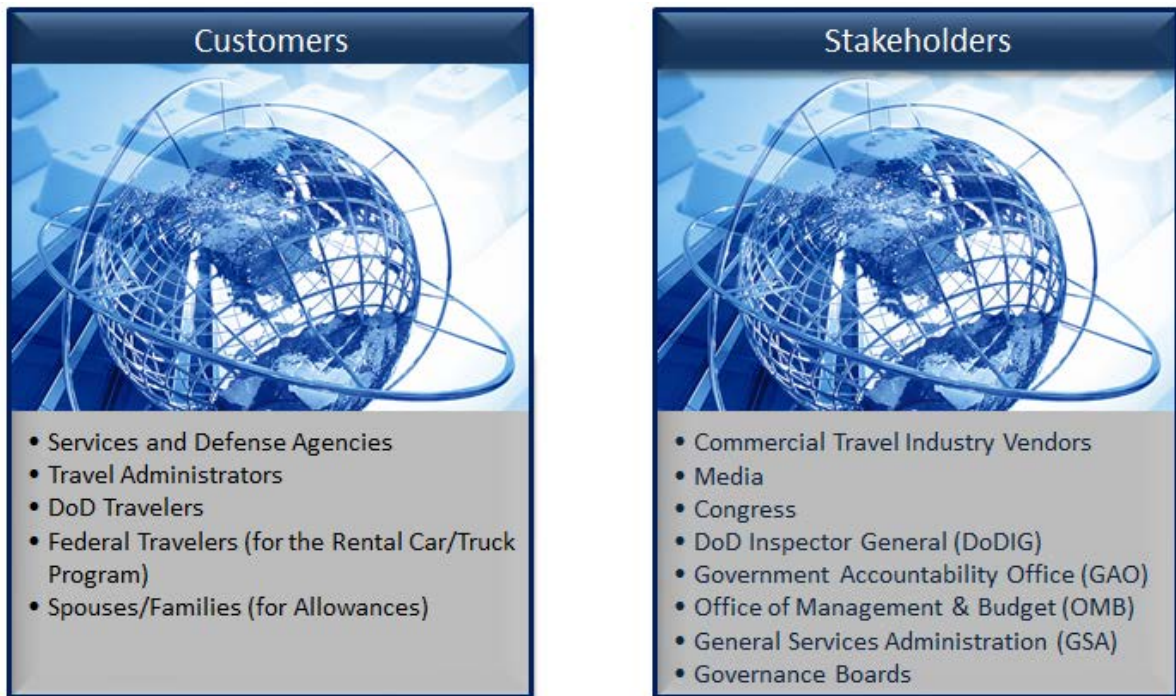 Customers
• Services and Defense Agencies
• Travel Administrators
• DoD Travelers
• Federal Travelers (for the Rental Car/Truck
Program)
• Spouses/Families (for Allowances)
Stakeholders
• Commercial Travel Industry Vendors
• Media
• Congress
• DoD Inspector General (DoDIG)
• Government Accountability Office (GAO)
• Office of Management & Budget (OMB)
• General Services Administration (GSA)
• Governance Boards